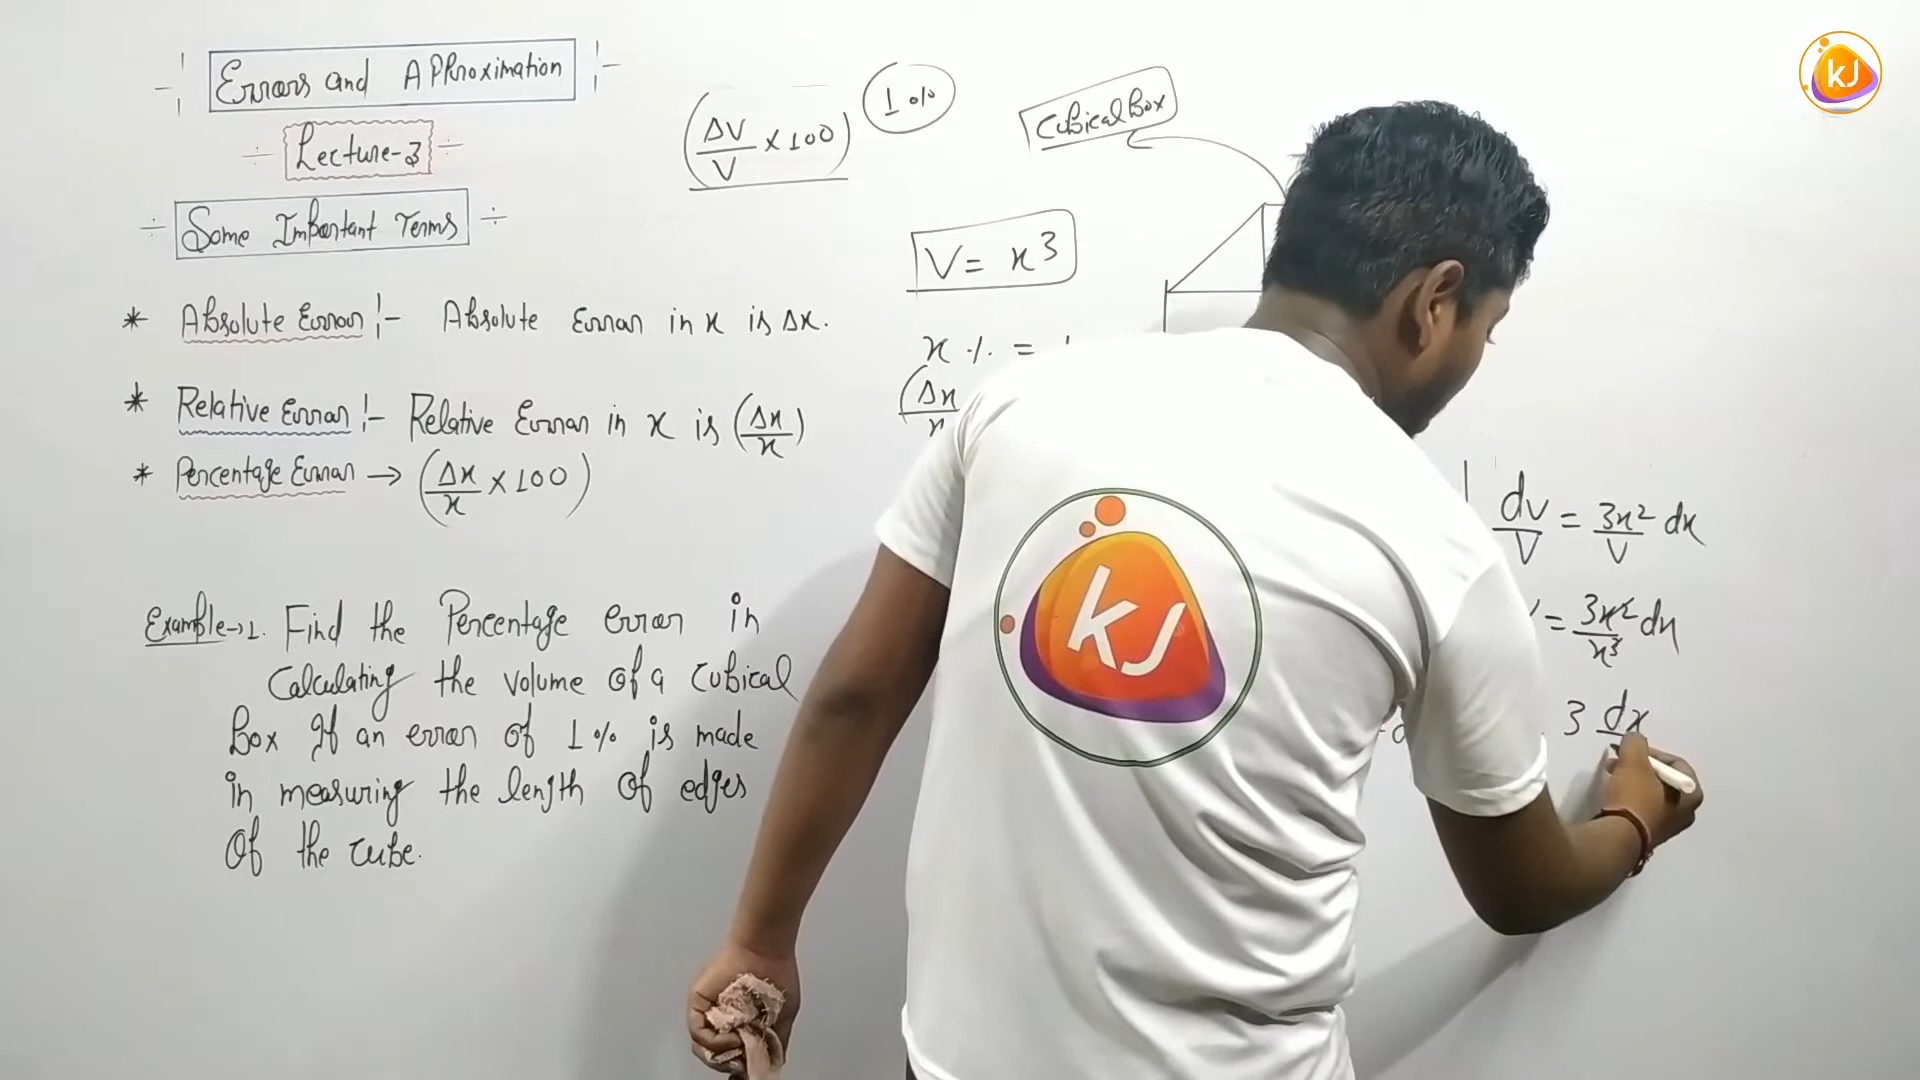 Errors and Approximation
Lecture-3
Some Important Terms
* Absolute Error :- Absolute Error in x is Δx.
* Relative Error :- Relative Error in x is (Δx/x)
* Percentage Error → (Δx/x × 100)
Example→1. Find the Percentage error in
Calculating the volume of a cubical
Box If an error of 1% is made
in measuring the length of edges
Of the cube.
(ΔV/V × 100) 1%
Cubical Box
V = x³
x % =
(Δx/x
dv/V = 3x²/V dx
= 3x²/x³ dx
3 dx
KJ
KJ